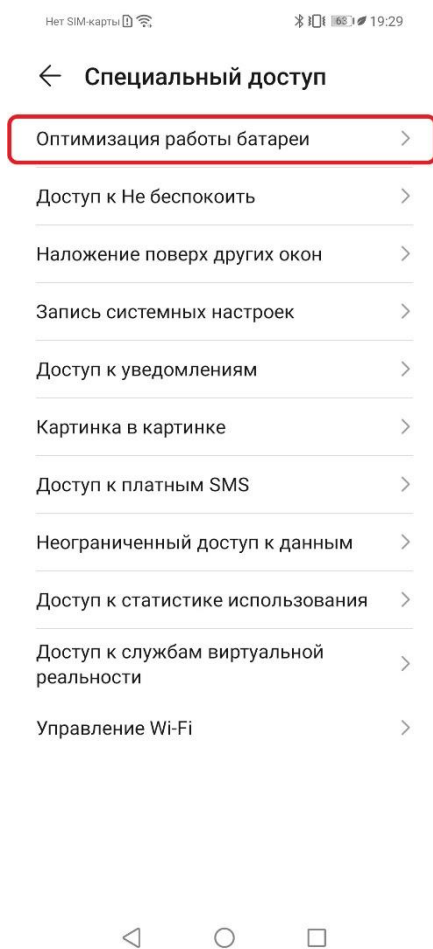 Нет SIM-карты 63 19:29
Специальный доступ
Оптимизация работы батареи
Доступ к Не беспокоить
Наложение поверх других окон
Запись системных настроек
Доступ к уведомлениям
Картинка в картинке
Доступ к платным SMS
Неограниченный доступ к данным
Доступ к статистике использования
Доступ к службам виртуальной
реальности
Управление Wi-Fi